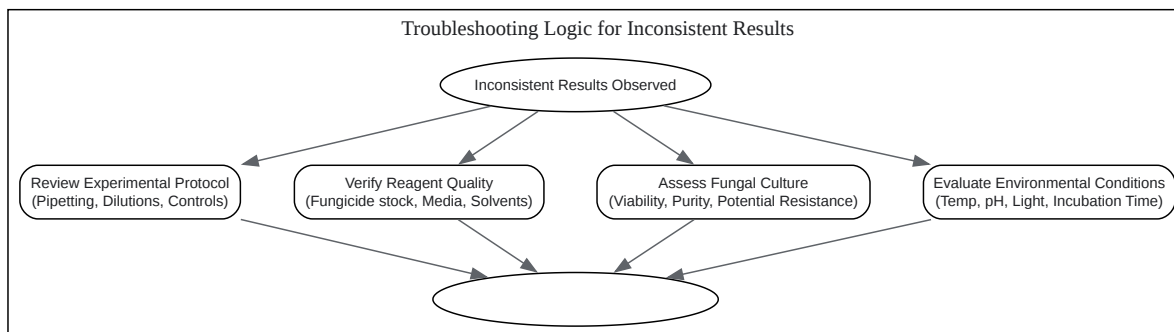 Troubleshooting Logic for Inconsistent Results
Inconsistent Results Observed
Review Experimental Protocol
(Pipetting, Dilutions, Controls)
Verify Reagent Quality
(Fungicide stock, Media, Solvents)
Assess Fungal Culture
(Viability, Purity, Potential Resistance)
Evaluate Environmental Conditions
(Temp, pH, Light, Incubation Time)